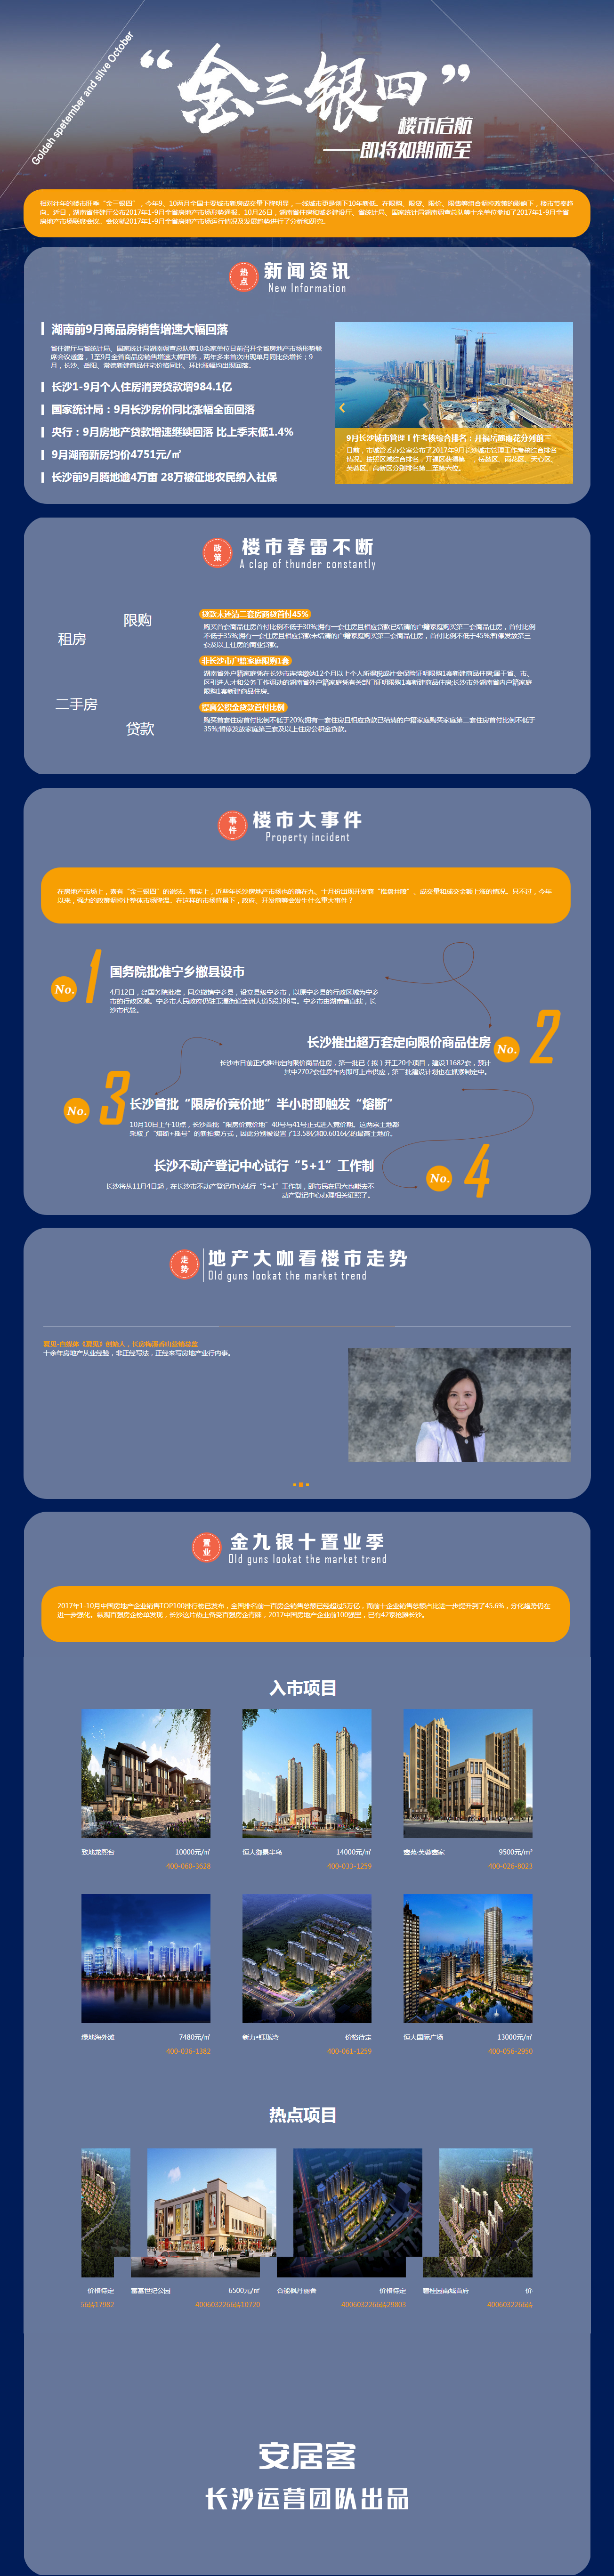 Goldeh spetember and silve October
“金三银四”
楼市启航
——即将如期而至
相对往年的楼市旺季“金三银四”，今年9、10两月全国主要城市新房成交量下降明显，一线城市更是创下10年新低。在限购、限贷、限价、限售等组合调控政策的影响下，楼市节奏趋
向。近日，湖南省住建厅公布2017年1-9月全省房地产市场形势通报。10月26日，湖南省住房和城乡建设厅、省统计局、国家统计局湖南调查总队等十余单位参加了2017年1-9月全省
房地产市场联席会议。会议就2017年1-9月全省房地产市场运行情况及发展趋势进行了分析和研究。
热点
新闻资讯
New Information
湖南前9月商品房销售增速大幅回落
省住建厅与省统计局、国家统计局湖南调查总队等10余家单位日前召开全省房地产市场形势联
席会议透露，1至9月全省商品房销售增速大幅回落，两年多来首次出现单月同比负增长；9
月，长沙、岳阳、常德新建商品住宅价格同比、环比涨幅均出现回落。
长沙1-9月个人住房消费贷款增984.1亿
国家统计局：9月长沙房价同比涨幅全面回落
央行：9月房地产贷款增速继续回落 比上季末低1.4%
9月湖南新房均价4751元/㎡
长沙前9月腾地逾4万亩 28万被征地农民纳入社保
9月长沙城市管理工作考核综合排名：开福岳麓雨花分列前三
日前，市城管委办公室公布了2017年9月长沙城市管理工作考核综合排名
情况。按照区域综合排名，开福区获得第一，岳麓区、雨花区、天心区、
芙蓉区、高新区分别排名第二至第六位。
政策
楼市春雷不断
A clap of thunder constantly
限购
租房
二手房
贷款
贷款未还清二套房商贷首付45%
购买首套商品住房首付比例不低于30%;拥有一套住房且相应贷款已结清的户籍家庭购买第二套商品住房，首付比例
不低于35%;拥有一套住房且相应贷款未结清的户籍家庭购买第二套商品住房，首付比例不低于45%;暂停发放第三
套及以上住房的商业贷款。
非长沙市户籍家庭限购1套
湖南省外户籍家庭凭在长沙市连续缴纳12个月以上个人所得税或社会保险证明限购1套新建商品住房;属于省、市、
区引进人才和公务工作调动的湖南省外户籍家庭凭有关部门证明限购1套新建商品住房;长沙市外湖南省内户籍家庭
限购1套新建商品住房。
提高公积金贷款首付比例
购买首套住房首付比例不低于20%;拥有一套住房且相应贷款已结清的户籍家庭购买家庭第二套住房首付比例不低于
35%;暂停发放家庭第三套及以上住房公积金贷款。
事件
楼市大事件
Property incident
在房地产市场上，素有“金三银四”的说法。事实上，近些年长沙房地产市场也的确在九、十月份出现开发商“推盘井喷”、成交量和成交金额上涨的情况。只不过，今年
以来，强力的政策调控让整体市场降温。在这样的市场背景下，政府、开发商等会发生什么重大事件？
No.1
国务院批准宁乡撤县设市
4月12日，经国务院批准，同意撤销宁乡县，设立县级宁乡市，以原宁乡县的行政区域为宁乡
市的行政区域。宁乡市人民政府仍驻玉潭街道金洲大道5段398号。宁乡市由湖南省直辖，长
沙市代管。
长沙推出超万套定向限价商品住房
No.2
长沙市日前正式推出定向限价商品住房，第一批已（拟）开工20个项目，建设11682套，预计
其中2702套住房年内即可上市供应，第二批建设计划也在抓紧制定中。
No.3
长沙首批“限房价竞价地”半小时即触发“熔断”
10月10日上午10点，长沙首批“限房价竞价地”40号与41号正式进入竞价期。这两宗土地都
采取了“熔断+摇号”的新拍卖方式，因此分别被设置了13.58亿和0.6016亿的最高土地价。
长沙不动产登记中心试行“5+1”工作制
No.4
长沙将从11月4日起，在长沙市不动产登记中心试行“5+1”工作制，即市民在周六也能去不
动产登记中心办理相关证照了。
走势
地产大咖看楼市走势
Old guns lookat the market trend
十余年房地产从业经验，非正经写法，正经来写房地产业行内事。
置业
金九银十置业季
Old guns lookat the market trend
2017年1-10月中国房地产企业销售TOP100排行榜已发布，全国排名前一百房企销售总额已经超过5万亿，而前十企业销售总额占比进一步提升到了45.6%，分化趋势仍在
进一步强化。纵观百强房企榜单发现，长沙这片热土备受百强房企青睐，2017中国房地产企业前100强里，已有42家抢滩长沙。
入市项目
致地龙熙台 10000元/㎡
400-060-3628
恒大御景半岛 14000元/㎡
400-033-1259
鑫苑·芙蓉鑫家 9500元/m²
400-026-8023
绿地海外滩 7480元/㎡
400-036-1382
新力•钰珑湾 价格待定
400-061-1259
恒大国际广场 13000元/㎡
400-056-2950
热点项目
价格待定
66转17982
富基世纪公园 6500元/㎡
4006032266转10720
合能枫丹丽舍 价格待定
4006032266转29803
碧桂园南城首府 价
4006032266转
安居客
长沙运营团队出品